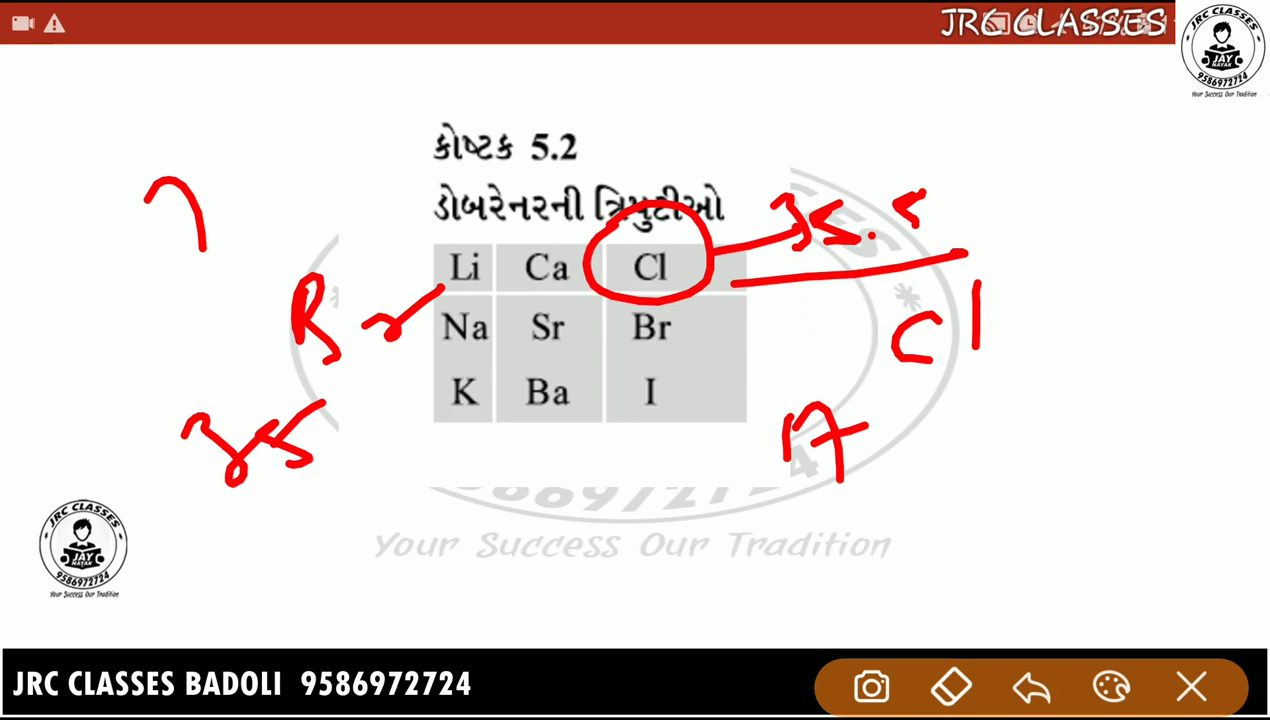 JRC CLASSES
JRC CLASSES
JAY
NAYAK
9586972724
Your Success Our Tradition
કોષ્ટક 5.2
ડોબરેનરની ત્રિપુટીઓ
Li Ca Cl
Na Sr Br
K Ba I
Cl
17
Your Success Our Tradition
JRC CLASSES
JAY
NAYAK
9586972724
Your Success Our Tradition
JRC CLASSES BADOLI 9586972724